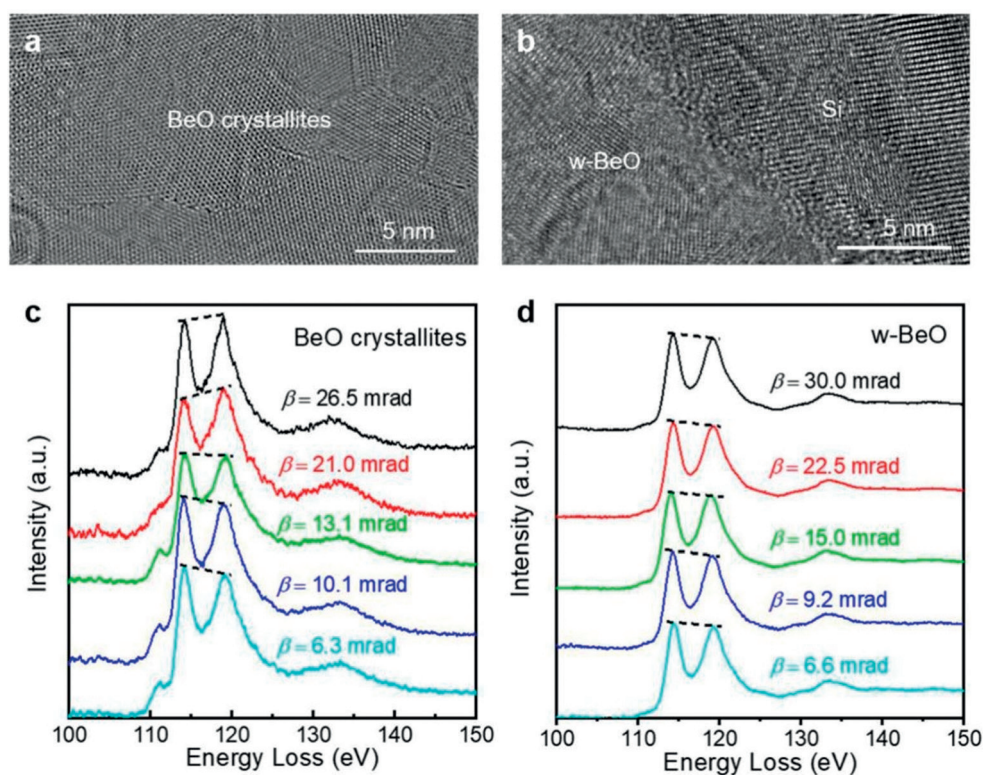 a
BeO crystallites
5 nm
b
w-BeO
Si
5 nm
c
BeO crystallites
β = 26.5 mrad
β = 21.0 mrad
β = 13.1 mrad
β = 10.1 mrad
β = 6.3 mrad
Intensity (a.u.)
100 110 120 130 140 150
Energy Loss (eV)
d
w-BeO
β = 30.0 mrad
β = 22.5 mrad
β = 15.0 mrad
β = 9.2 mrad
β = 6.6 mrad
Intensity (a.u.)
100 110 120 130 140 150
Energy Loss (eV)